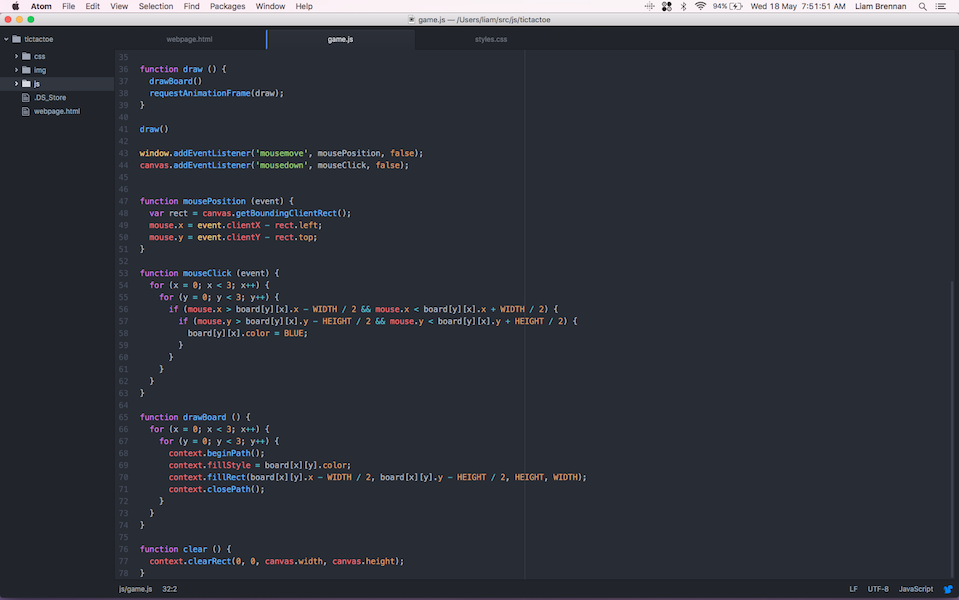 Atom File Edit View Selection Find Packages Window Help 94% Wed 18 May 7:51:51 AM Liam Brennan
game.js — /Users/liam/src/js/tictactoe
tictactoe webpage.html game.js styles.css
css
img
js
.DS_Store
webpage.html
35
36 function draw () {
37 drawBoard()
38 requestAnimationFrame(draw);
39 }
40
41 draw()
42
43 window.addEventListener('mousemove', mousePosition, false);
44 canvas.addEventListener('mousedown', mouseClick, false);
45
46
47 function mousePosition (event) {
48 var rect = canvas.getBoundingClientRect();
49 mouse.x = event.clientX - rect.left;
50 mouse.y = event.clientY - rect.top;
51 }
52
53 function mouseClick (event) {
54 for (x = 0; x < 3; x++) {
55 for (y = 0; y < 3; y++) {
56 if (mouse.x > board[y][x].x - WIDTH / 2 && mouse.x < board[y][x].x + WIDTH / 2) {
57 if (mouse.y > board[y][x].y - HEIGHT / 2 && mouse.y < board[y][x].y + HEIGHT / 2) {
58 board[y][x].color = BLUE;
59 }
60 }
61 }
62 }
63 }
64
65 function drawBoard () {
66 for (x = 0; x < 3; x++) {
67 for (y = 0; y < 3; y++) {
68 context.beginPath();
69 context.fillStyle = board[x][y].color;
70 context.fillRect(board[x][y].x - WIDTH / 2, board[x][y].y - HEIGHT / 2, HEIGHT, WIDTH);
71 context.closePath();
72 }
73 }
74 }
75
76 function clear () {
77 context.clearRect(0, 0, canvas.width, canvas.height);
78 }
js/game.js 32:2 LF UTF-8 JavaScript